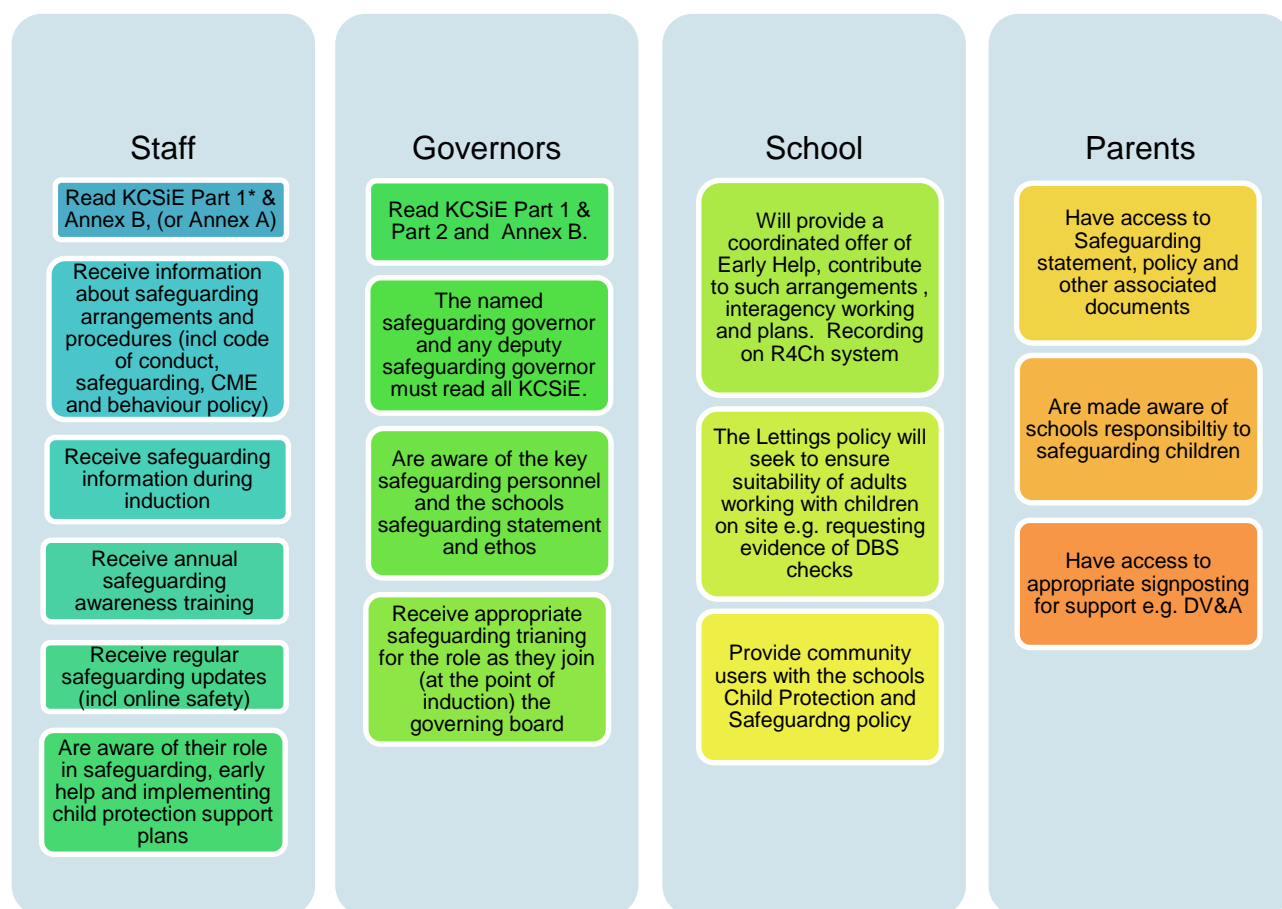 Staff
Read KCSiE Part 1* &
Annex B, (or Annex A)
Receive information
about safeguarding
arrangements and
procedures (incl code
of conduct,
safeguarding, CME
and behaviour policy)
Receive safeguarding
information during
induction
Receive annual
safeguarding
awareness training
Receive regular
safeguarding updates
(incl online safety)
Are aware of their role
in safeguarding, early
help and implementing
child protection support
plans
Governors
Read KCSiE Part 1 &
Part 2 and  Annex B.
The named
safeguarding governor
and any deputy
safeguarding governor
must read all KCSiE.
Are aware of the key
safeguarding personnel
and the schools
safeguarding statement
and ethos
Receive appropriate
safeguarding trianing
for the role as they join
(at the point of
induction) the
governing board
School
Will provide a
coordinated offer of
Early Help, contribute
to such arrangements ,
interagency working
and plans.  Recording
on R4Ch system
The Lettings policy will
seek to ensure
suitability of adults
working with children
on site e.g. requesting
evidence of DBS
checks
Provide community
users with the schools
Child Protection and
Safeguardng policy
Parents
Have access to
Safeguarding
statement, policy and
other associated
documents
Are made aware of
schools responsibiltiy to
safeguarding children
Have access to
appropriate signposting
for support e.g. DV&A